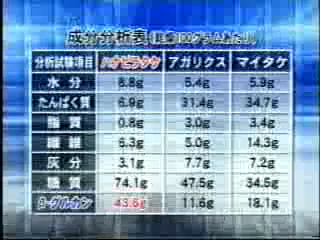 成分分析表(乾燥100グラムあたり)
分析試験項目 ハナビラタケ アガリクス マイタケ
水分 8.8g 5.4g 5.9g
たんぱく質 6.9g 31.4g 34.7g
脂質 0.8g 3.0g 3.4g
繊維 6.3g 5.0g 14.3g
灰分 3.1g 7.7g 7.2g
糖質 74.1g 47.5g 34.5g
β-グルカン 43.6g 11.6g 18.1g